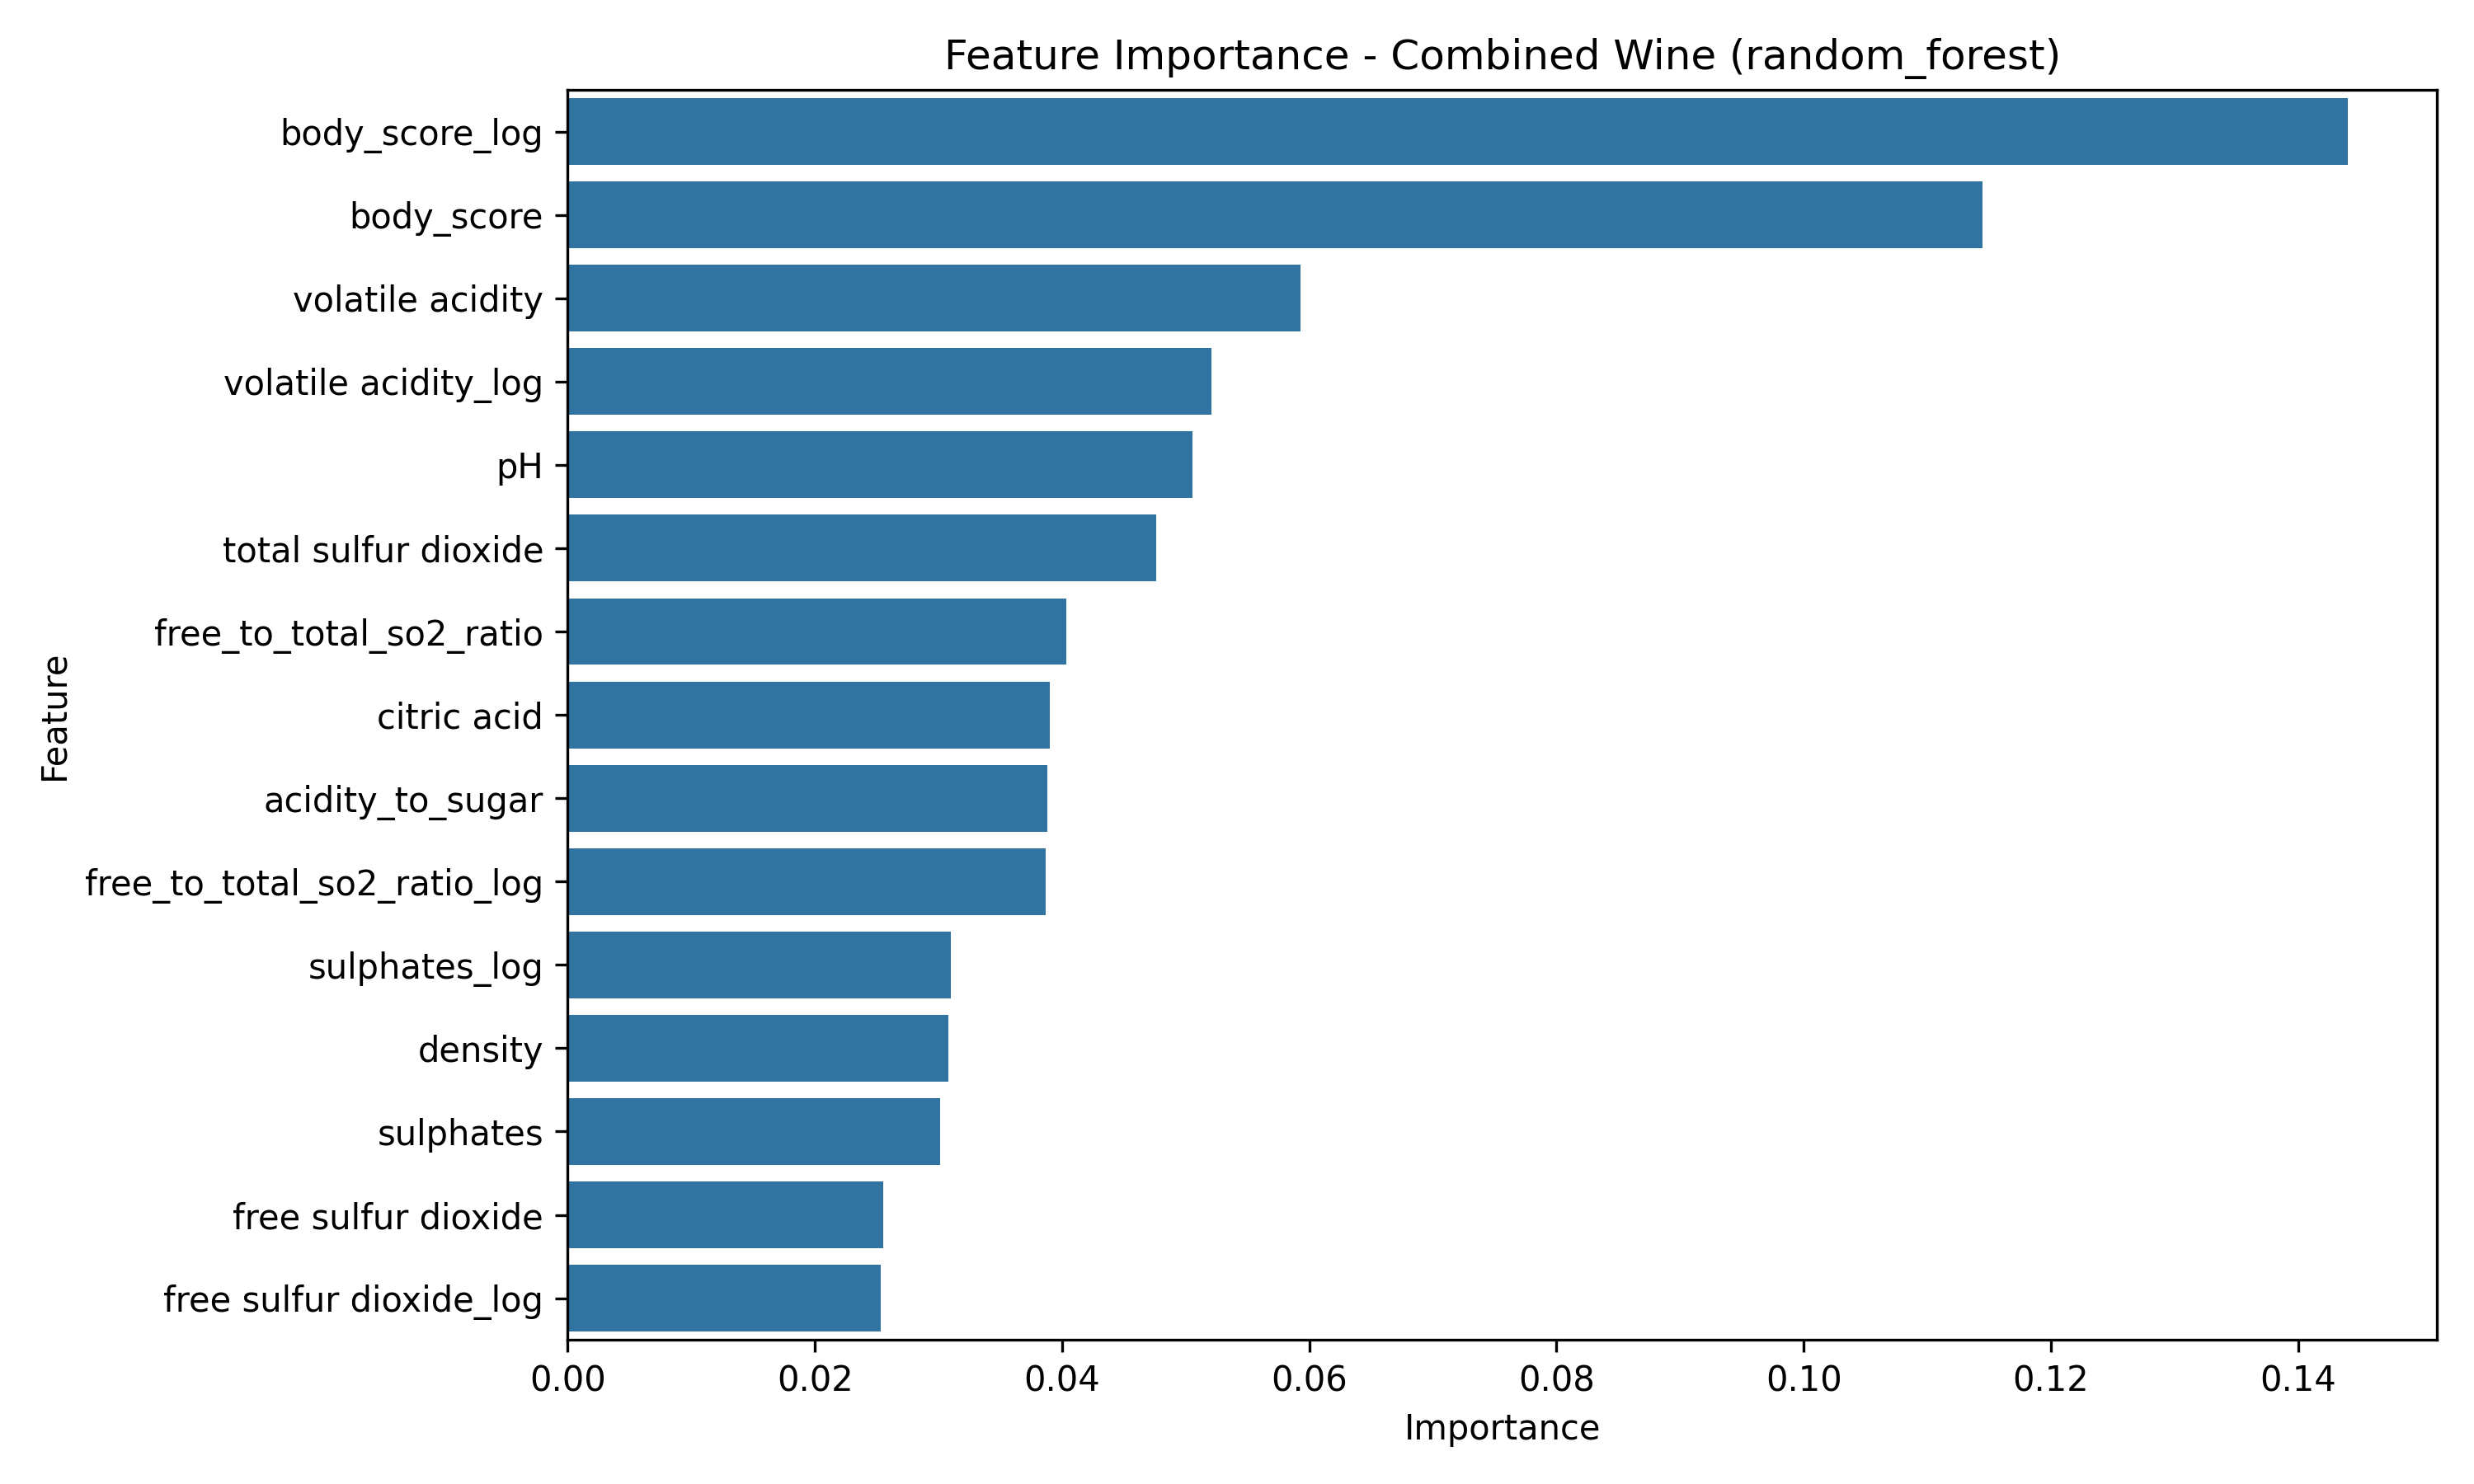 Feature Importance - Combined Wine (random_forest)
body_score_log
body_score
volatile acidity
volatile acidity_log
pH
total sulfur dioxide
free_to_total_so2_ratio
citric acid
acidity_to_sugar
free_to_total_so2_ratio_log
sulphates_log
density
sulphates
free sulfur dioxide
free sulfur dioxide_log
Feature
0.00 0.02 0.04 0.06 0.08 0.10 0.12 0.14
Importance